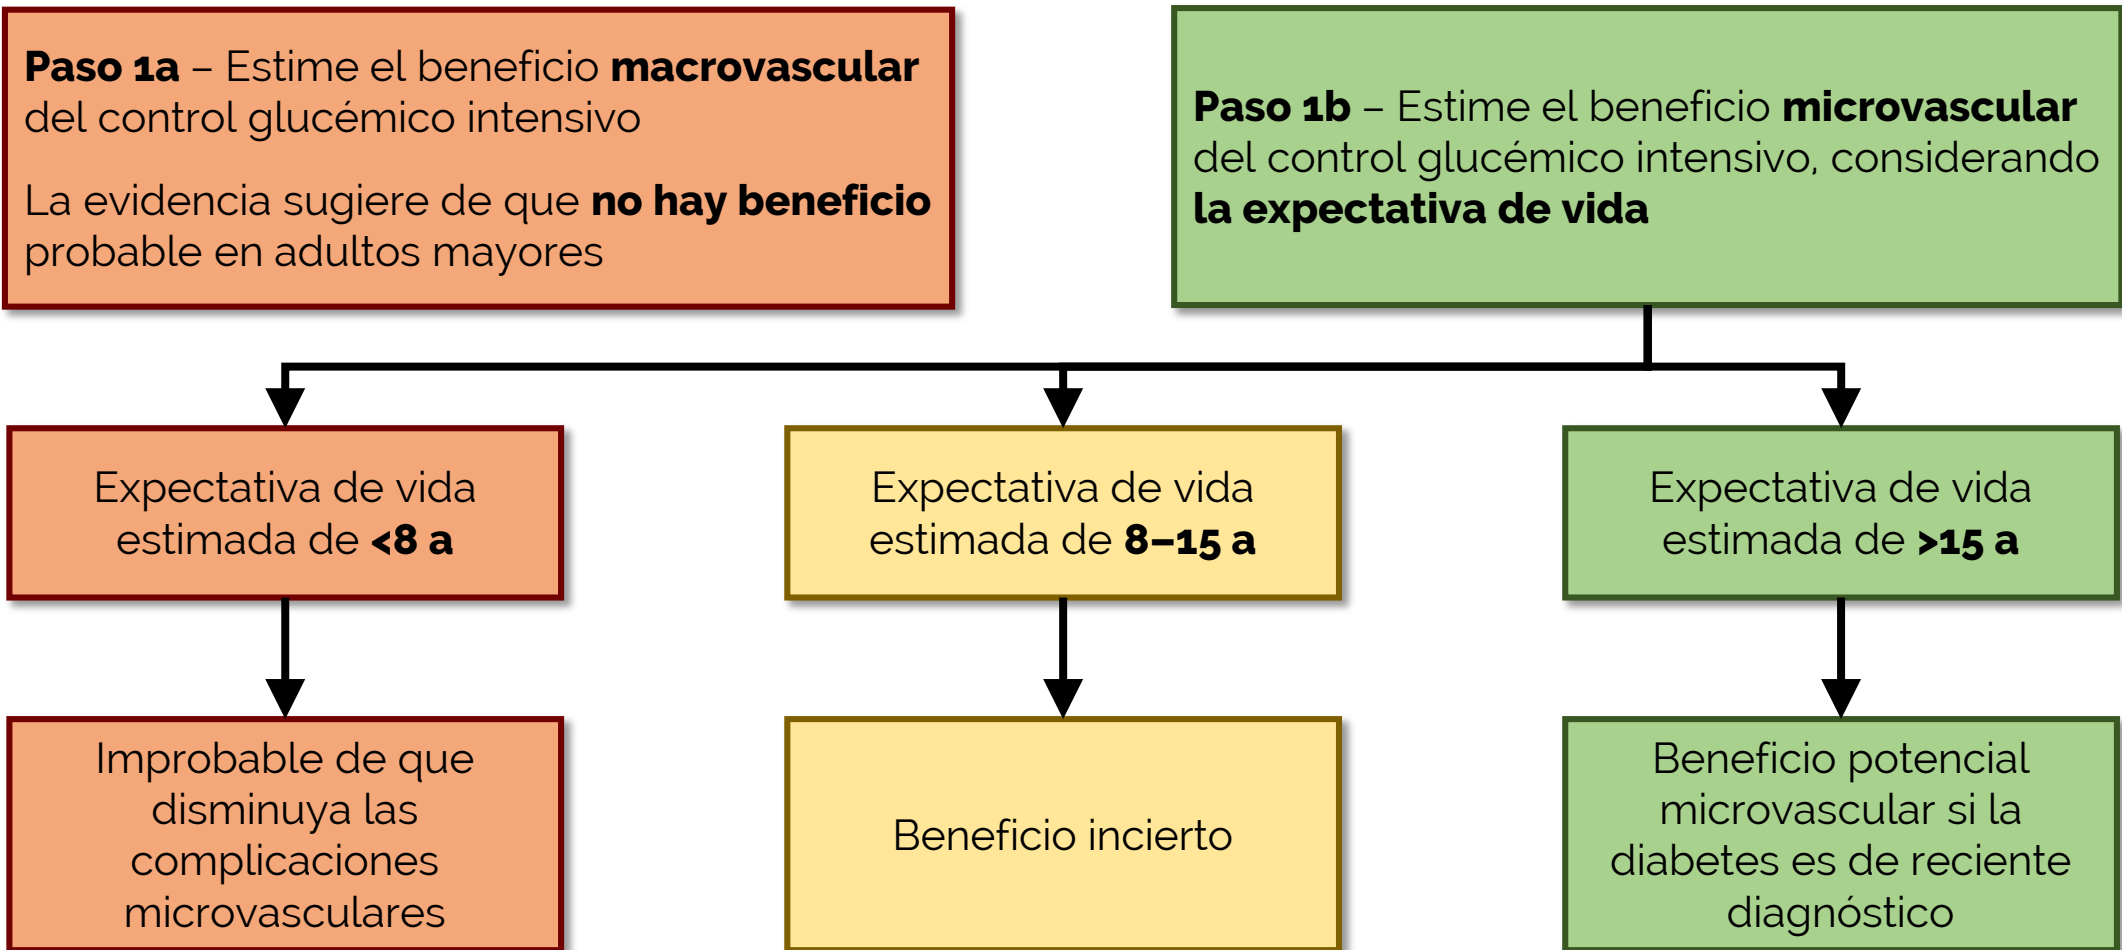 Paso 1a – Estime el beneficio macrovascular
del control glucémico intensivo
La evidencia sugiere de que no hay beneficio
probable en adultos mayores
Paso 1b – Estime el beneficio microvascular
del control glucémico intensivo, considerando
la expectativa de vida
Expectativa de vida
estimada de <8 a
Expectativa de vida
estimada de 8–15 a
Expectativa de vida
estimada de >15 a
Improbable de que
disminuya las
complicaciones
microvasculares
Beneficio incierto
Beneficio potencial
microvascular si la
diabetes es de reciente
diagnóstico